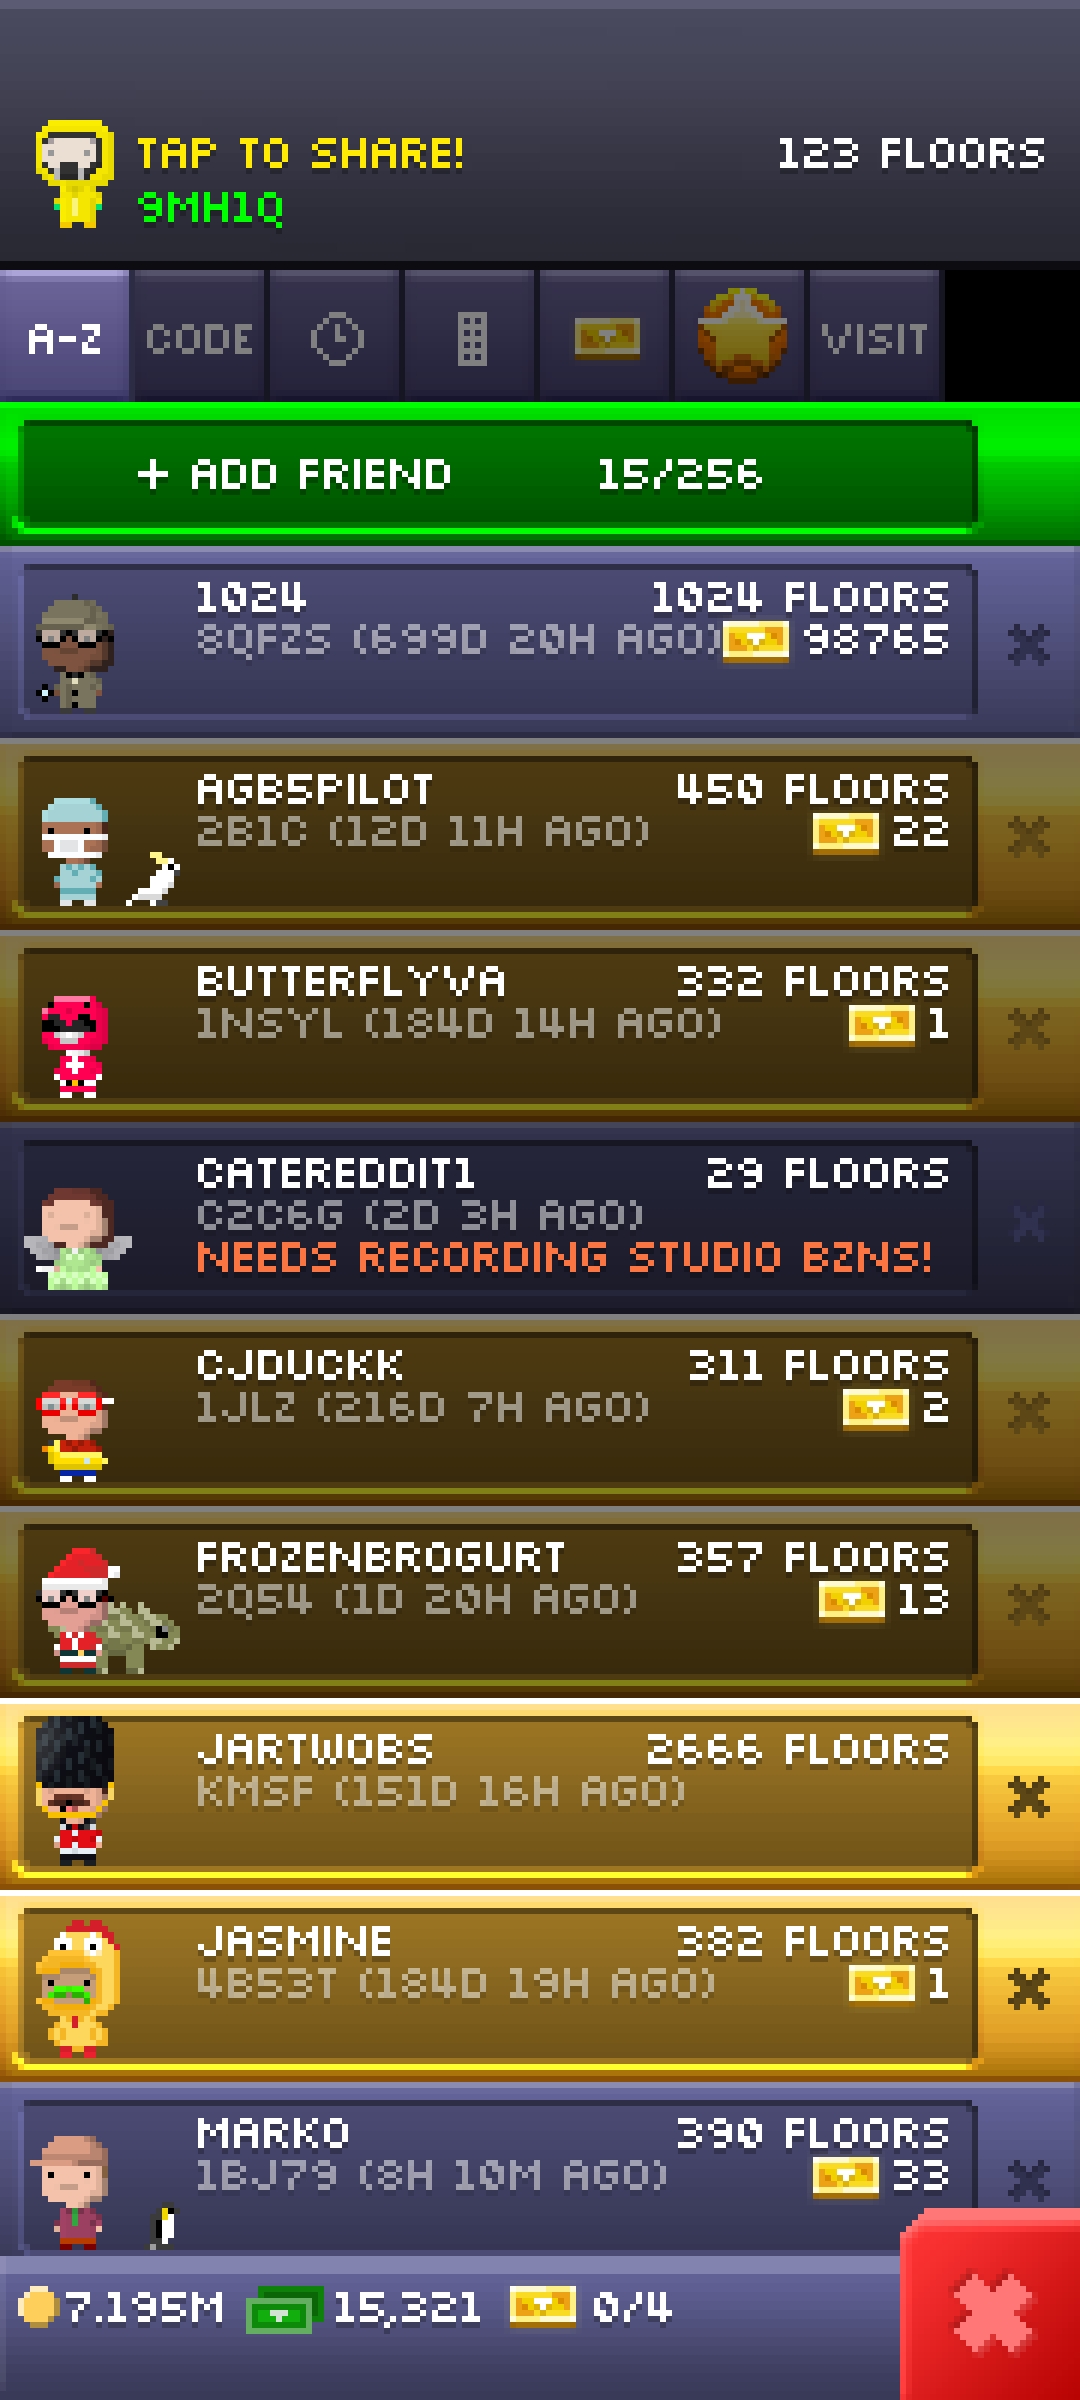 TAP TO SHARE! 123 FLOORS
9MH1Q
A-Z CODE VISIT
+ ADD FRIEND 15/256
1024 1024 FLOORS
8QFZS (699D 20H AGO) 98765
AGB5PILOT 450 FLOORS
2B1C (12D 11H AGO) 22
BUTTERFLYVA 332 FLOORS
1NSYL (184D 14H AGO) 1
CATEREDDIT1 29 FLOORS
C2C6G (2D 3H AGO)
NEEDS RECORDING STUDIO BZNS!
CJDUCKK 311 FLOORS
1JLZ (216D 7H AGO) 2
FROZENBROGURT 357 FLOORS
2Q54 (1D 20H AGO) 13
JARTWOBS 2666 FLOORS
KMSF (151D 16H AGO)
JASMINE 382 FLOORS
4B53T (184D 19H AGO) 1
MARKO 390 FLOORS
1BJ79 (8H 10M AGO) 33
7.195M 15,321 0/4